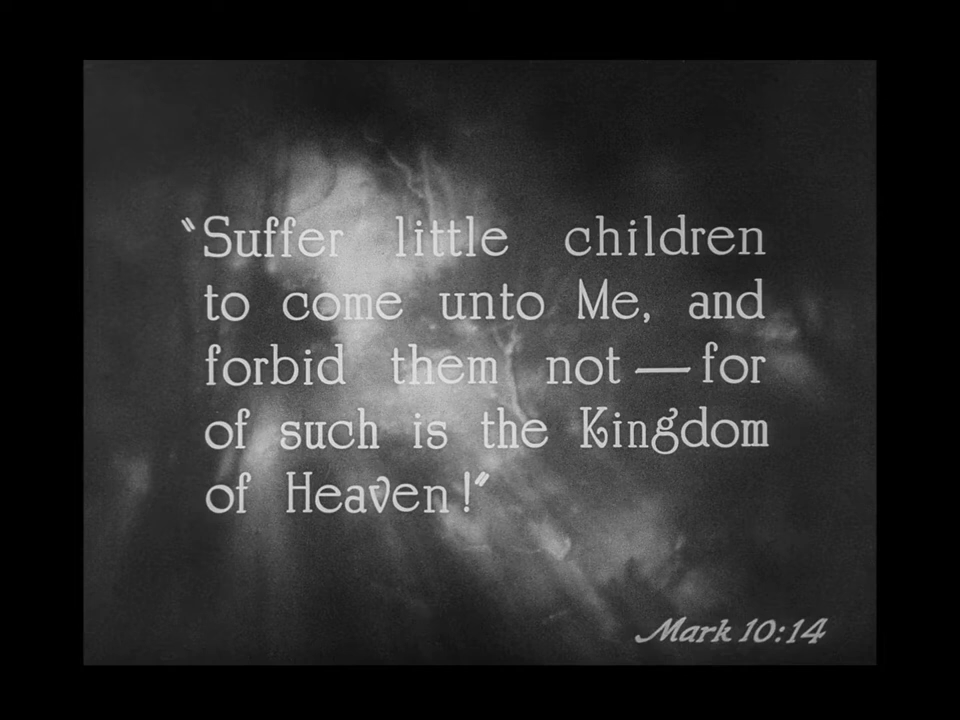 “Suffer little children
to come unto Me, and
forbid them not — for
of such is the Kingdom
of Heaven!”
Mark 10:14